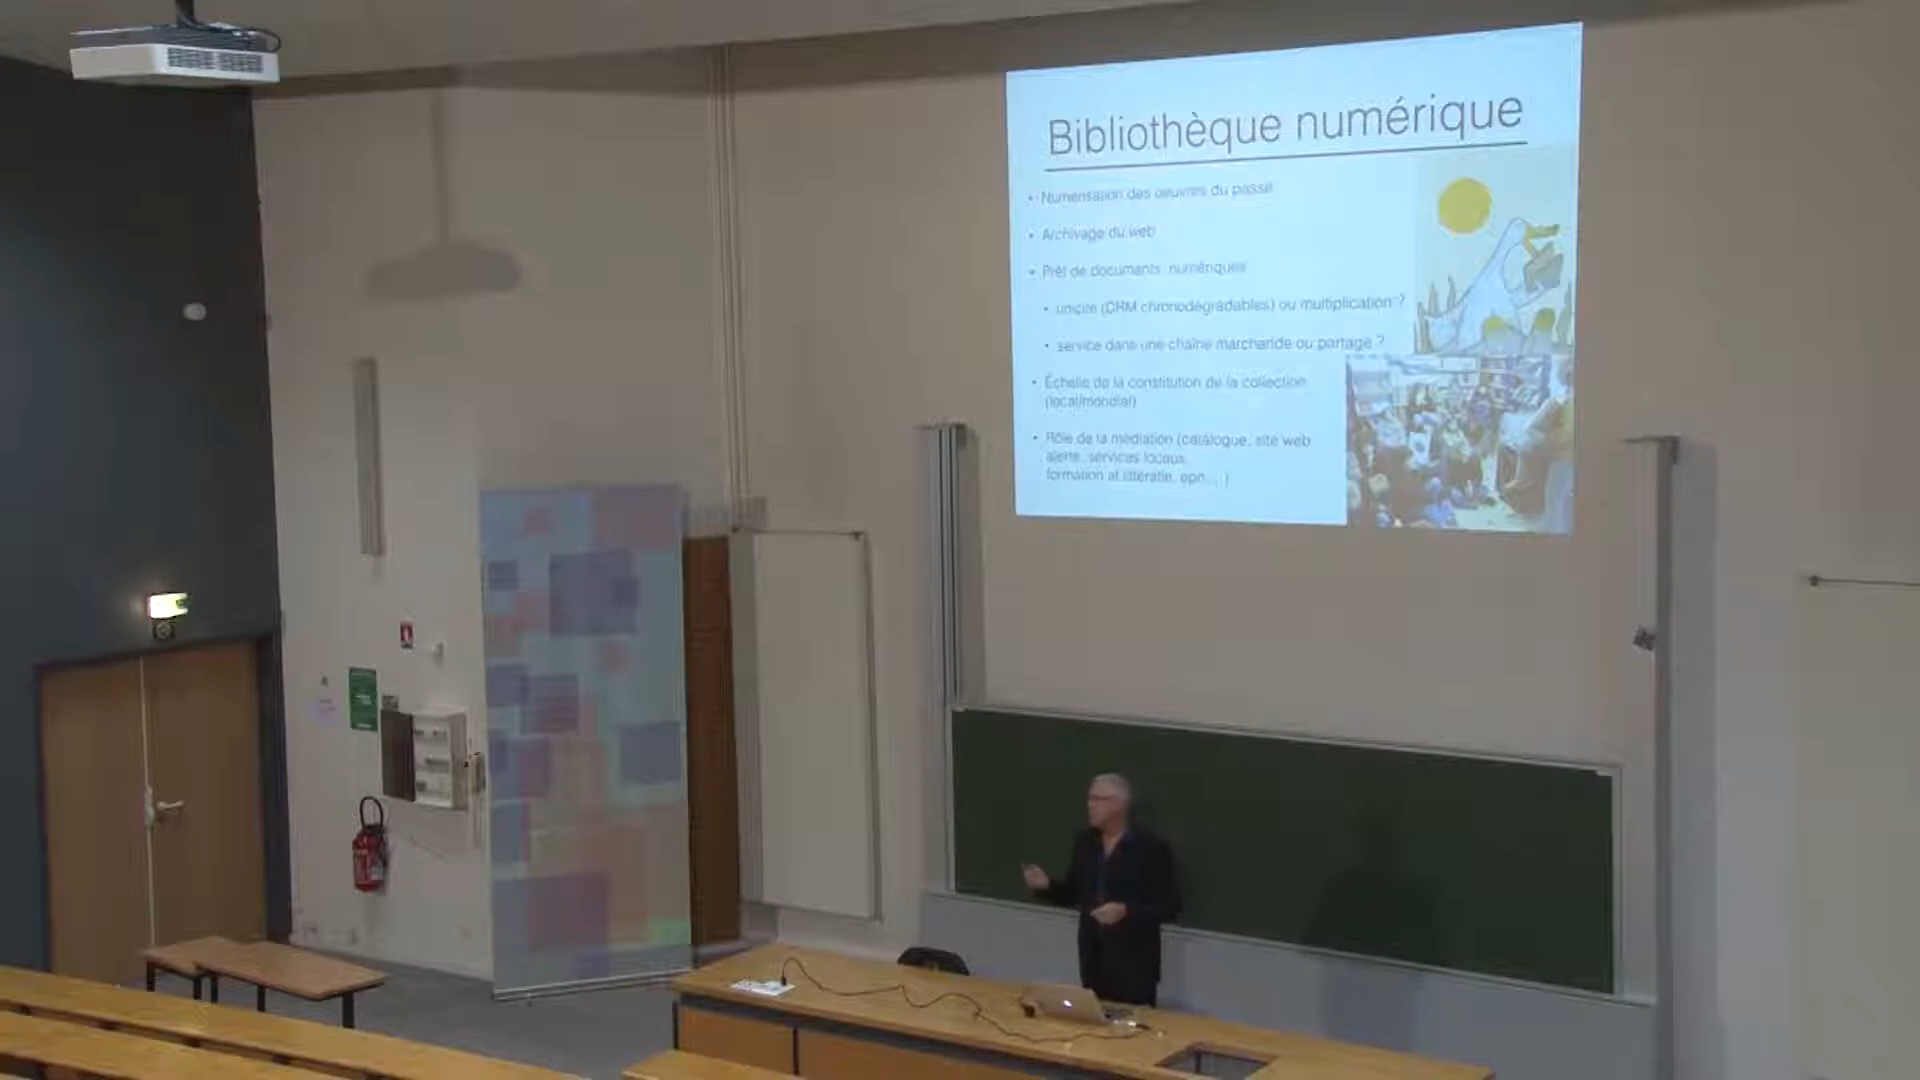 Bibliothèque numérique
• Numérisation des oeuvres du passé
• Archivage du web
• Prêt de documents numériques
• unicité (DRM chronodégradables) ou multiplication ?
• service dans une chaîne marchande ou partage ?
• Échelle de la constitution de la collection
(local/mondial)
• Rôle de la médiation (catalogue, site web
alerte, services locaux,
formation et littératie, epn... )